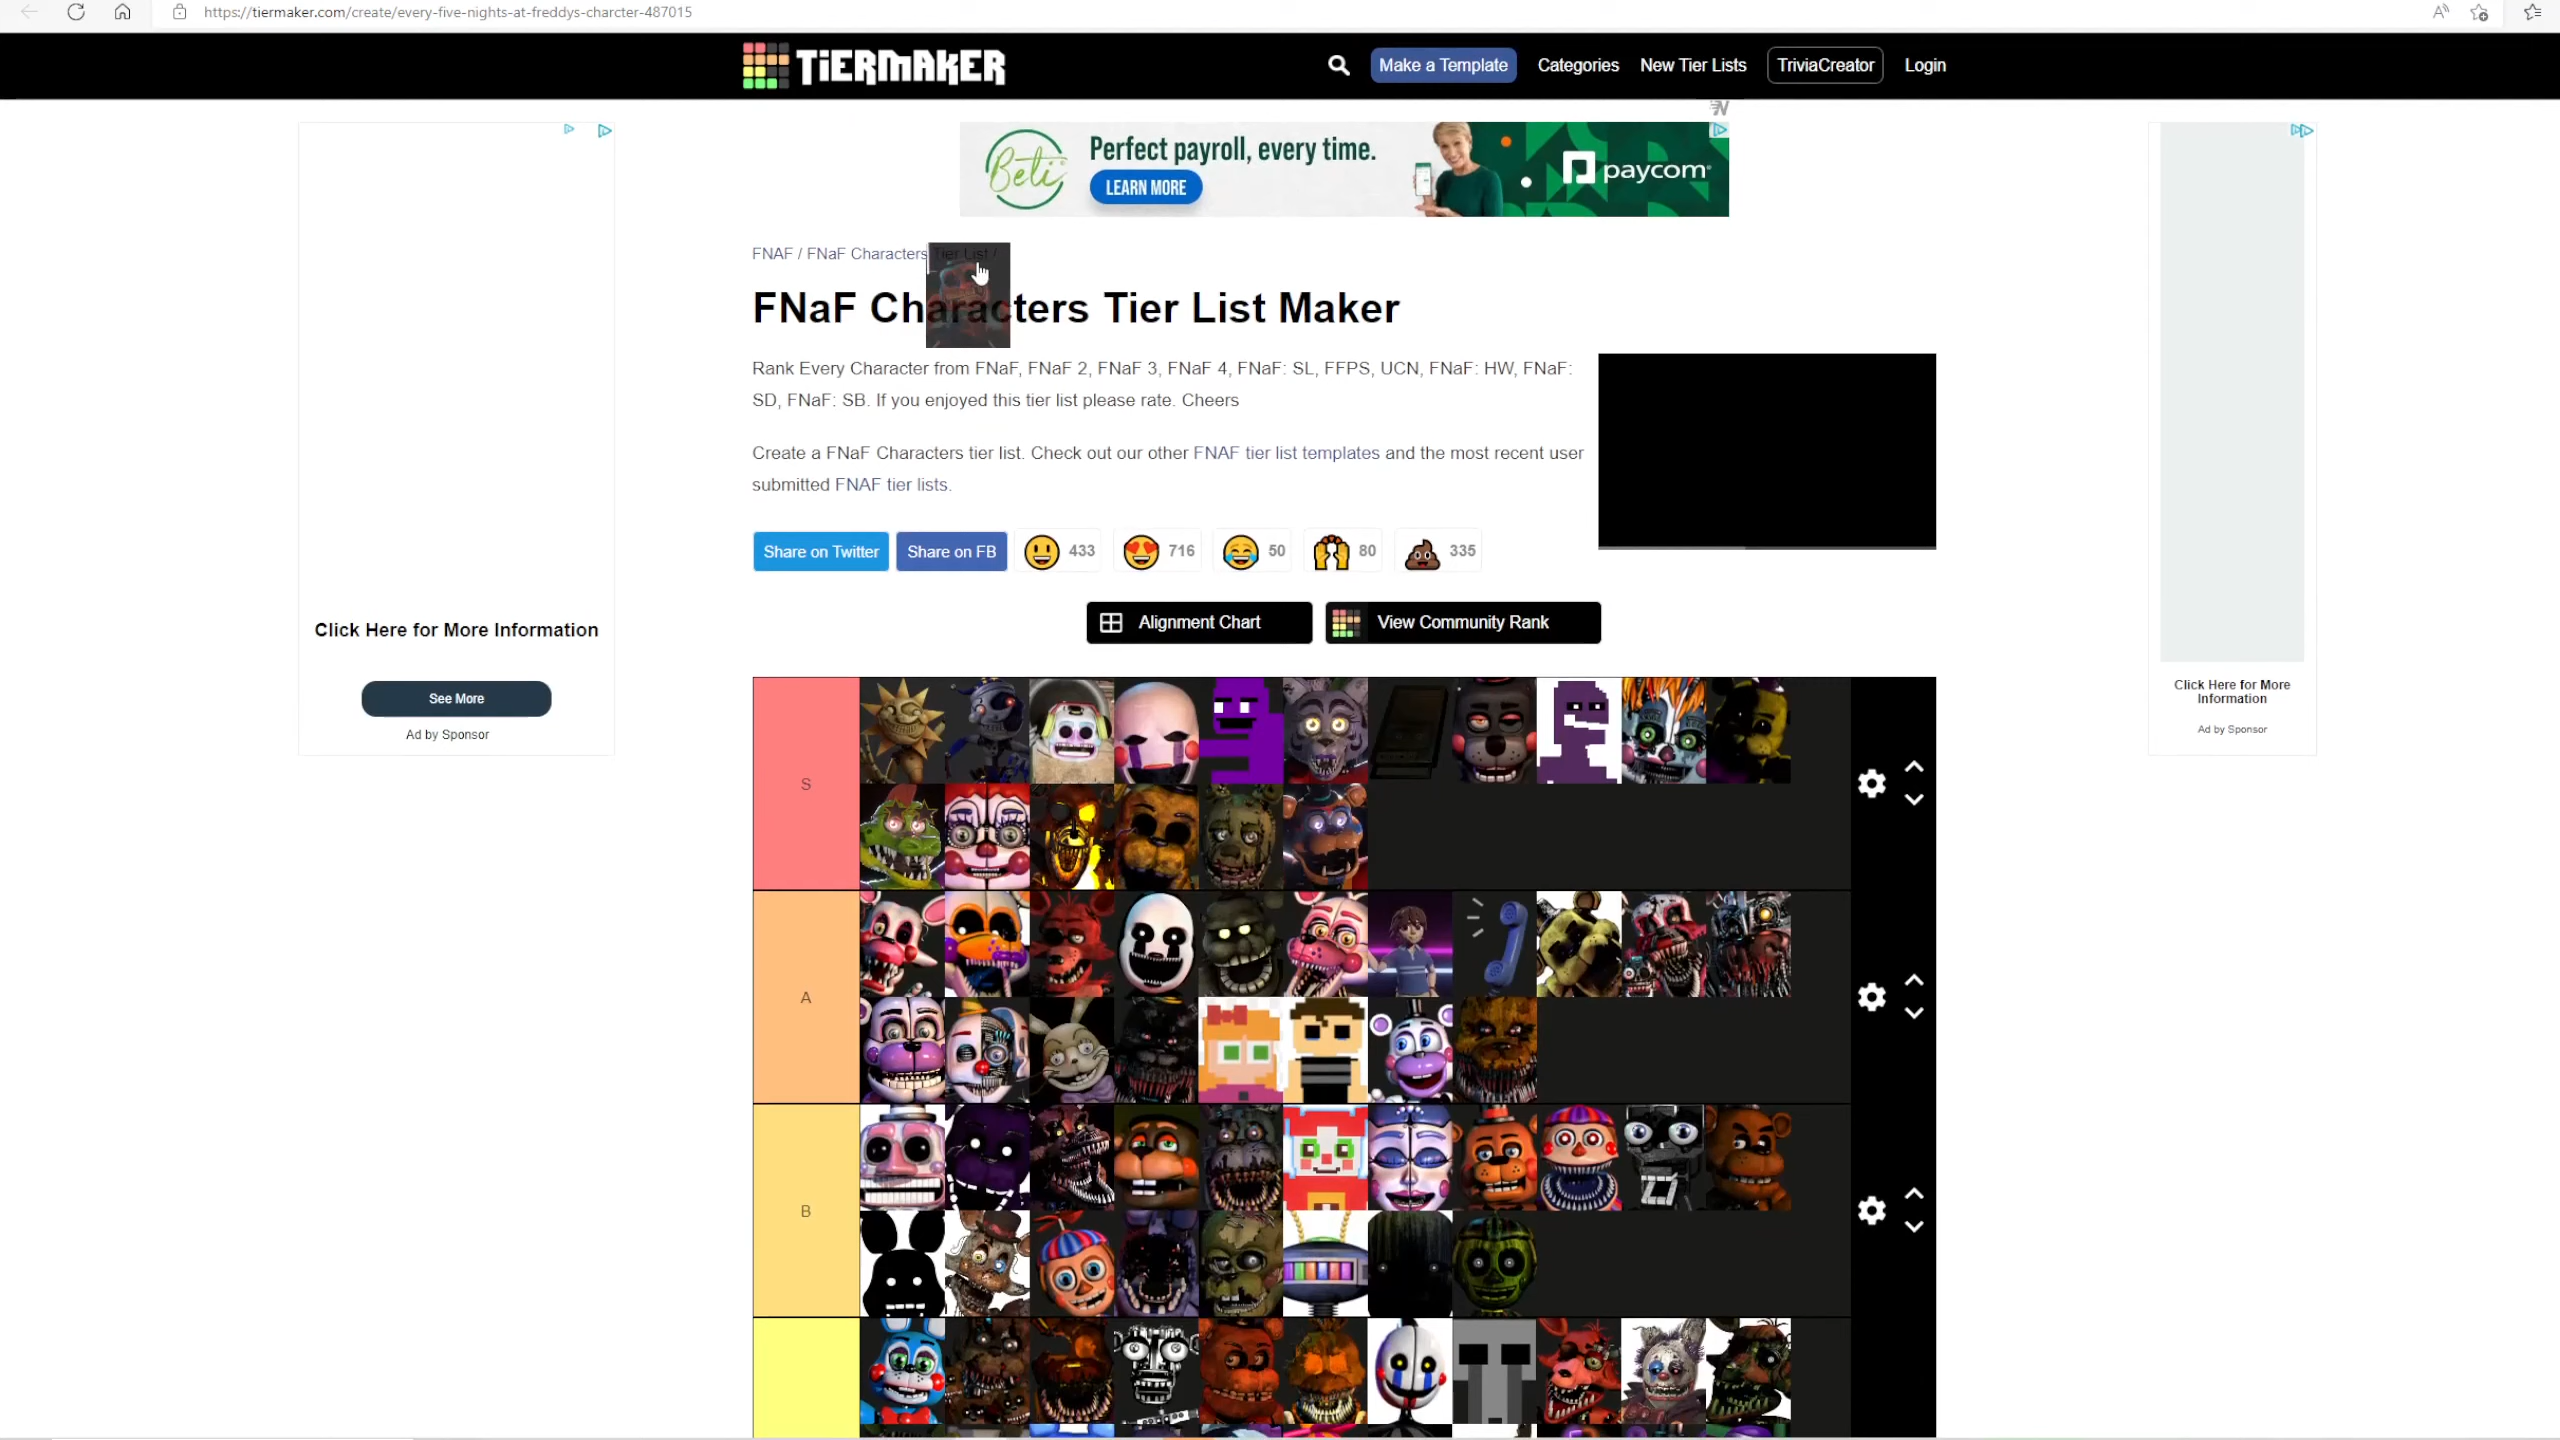 https://tiermaker.com/create/every-five-nights-at-freddys-charcter-487015
TiERMAKER
Make a Template
Categories
New Tier Lists
TriviaCreator
Login
Beti
Perfect payroll, every time.
LEARN MORE
paycom
FNAF / FNaF Characters Tier List /
FNaF Characters Tier List Maker
Rank Every Character from FNaF, FNaF 2, FNaF 3, FNaF 4, FNaF: SL, FFPS, UCN, FNaF: HW, FNaF:
SD, FNaF: SB. If you enjoyed this tier list please rate. Cheers
Create a FNaF Characters tier list. Check out our other FNAF tier list templates and the most recent user
submitted FNAF tier lists.
Share on Twitter
Share on FB
433
716
50
80
335
Alignment Chart
View Community Rank
Click Here for More Information
See More
Ad by Sponsor
Click Here for More
Information
Ad by Sponsor
S
A
B